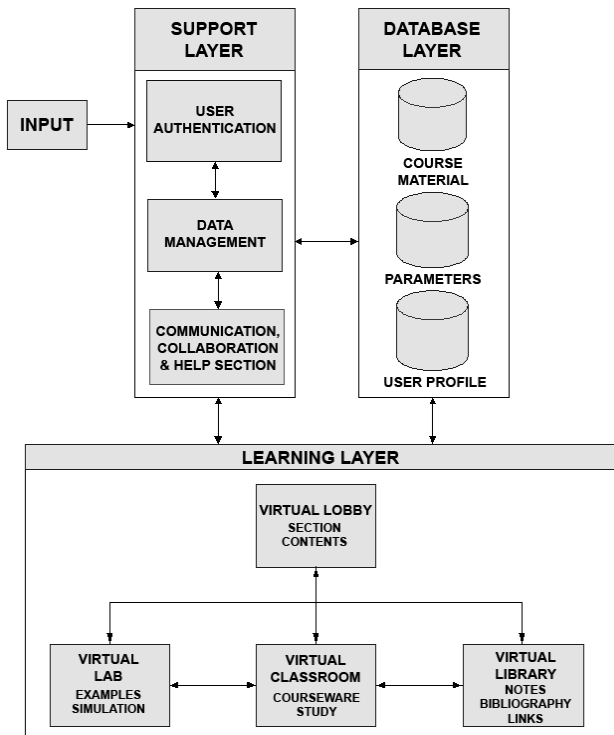 SUPPORT
LAYER
DATABASE
LAYER
INPUT
USER
AUTHENTICATION
DATA
MANAGEMENT
COMMUNICATION,
COLLABORATION
& HELP SECTION
COURSE
MATERIAL
PARAMETERS
USER PROFILE
LEARNING LAYER
VIRTUAL LOBBY
SECTION
CONTENTS
VIRTUAL
LAB
EXAMPLES
SIMULATION
VIRTUAL
CLASSROOM
COURSEWARE
STUDY
VIRTUAL
LIBRARY
NOTES
BIBLIOGRAPHY
LINKS